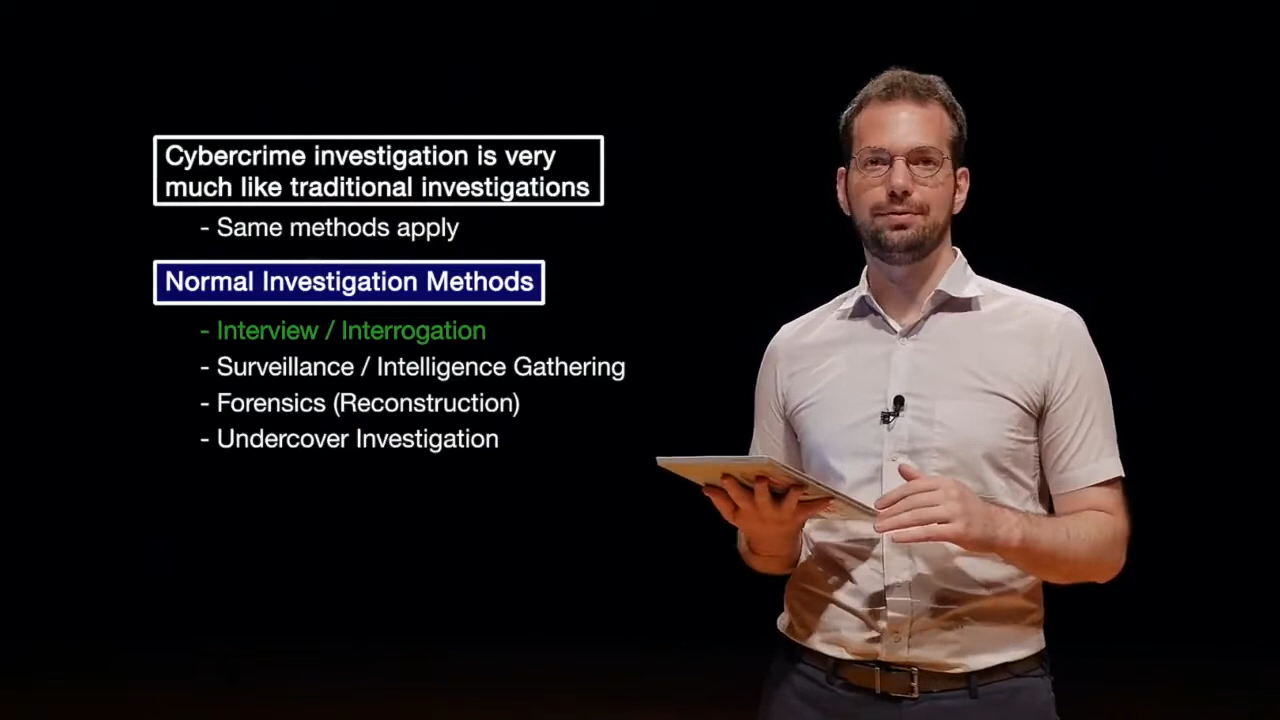 Cybercrime investigation is very
much like traditional investigations
- Same methods apply
Normal Investigation Methods
- Interview / Interrogation
- Surveillance / Intelligence Gathering
- Forensics (Reconstruction)
- Undercover Investigation